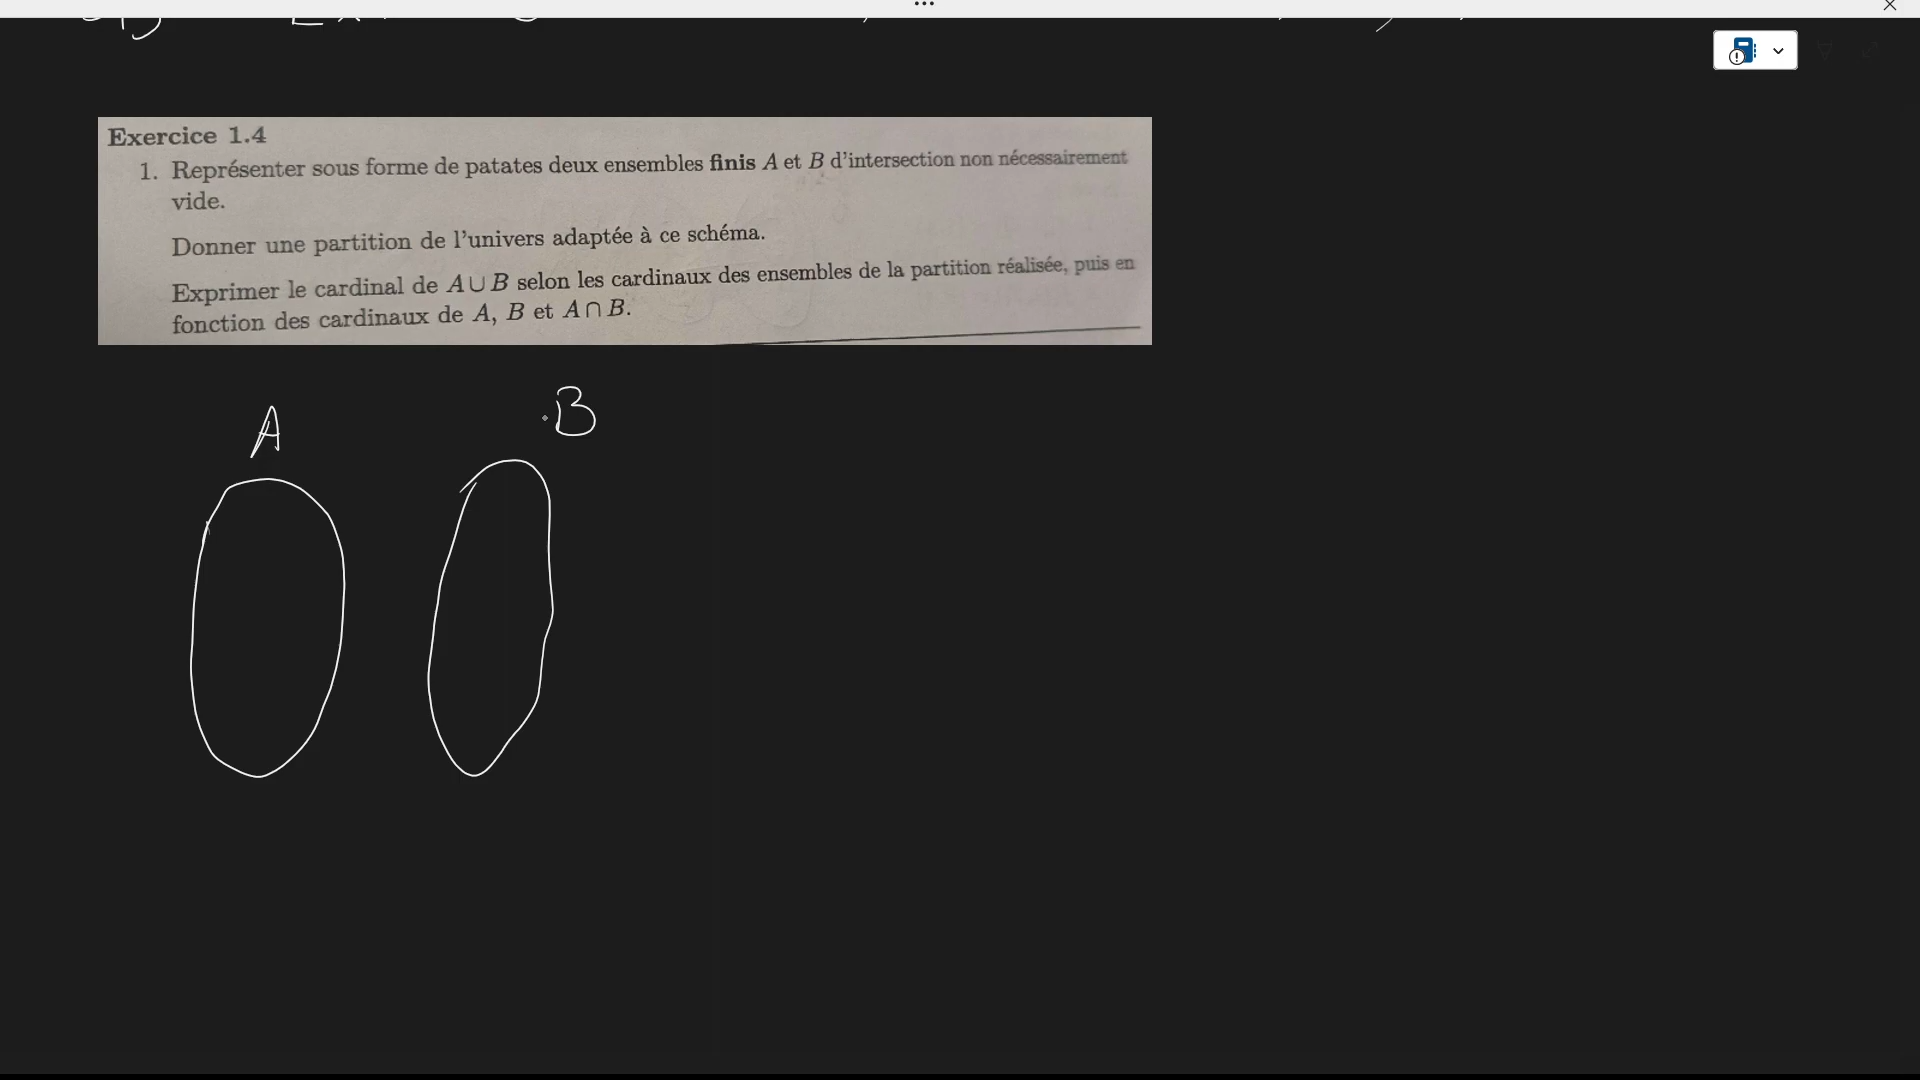 Exercice 1.4
1. Représenter sous forme de patates deux ensembles finis A et B d'intersection non nécessairement
vide.
Donner une partition de l'univers adaptée à ce schéma.
Exprimer le cardinal de A ∪ B selon les cardinaux des ensembles de la partition réalisée, puis en
fonction des cardinaux de A, B et A ∩ B.
A
B